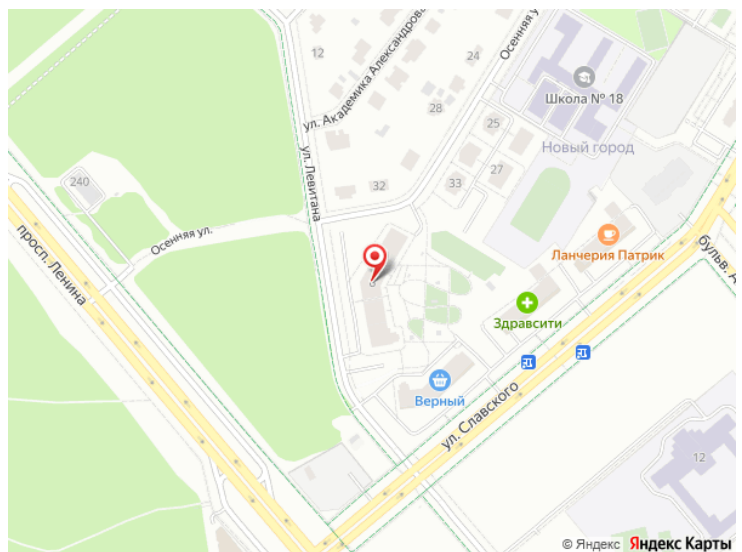 12
ул. Академика Александрова
24
Осенняя ул.
Школа № 18
28
25
Новый город
ул. Левитана
240
32
33
27
Осенняя ул.
просп. Ленина
Ланчерия Патрик
бульв. Д
Здравсити
Верный
ул. Славского
12
© Яндекс Яндекс Карты